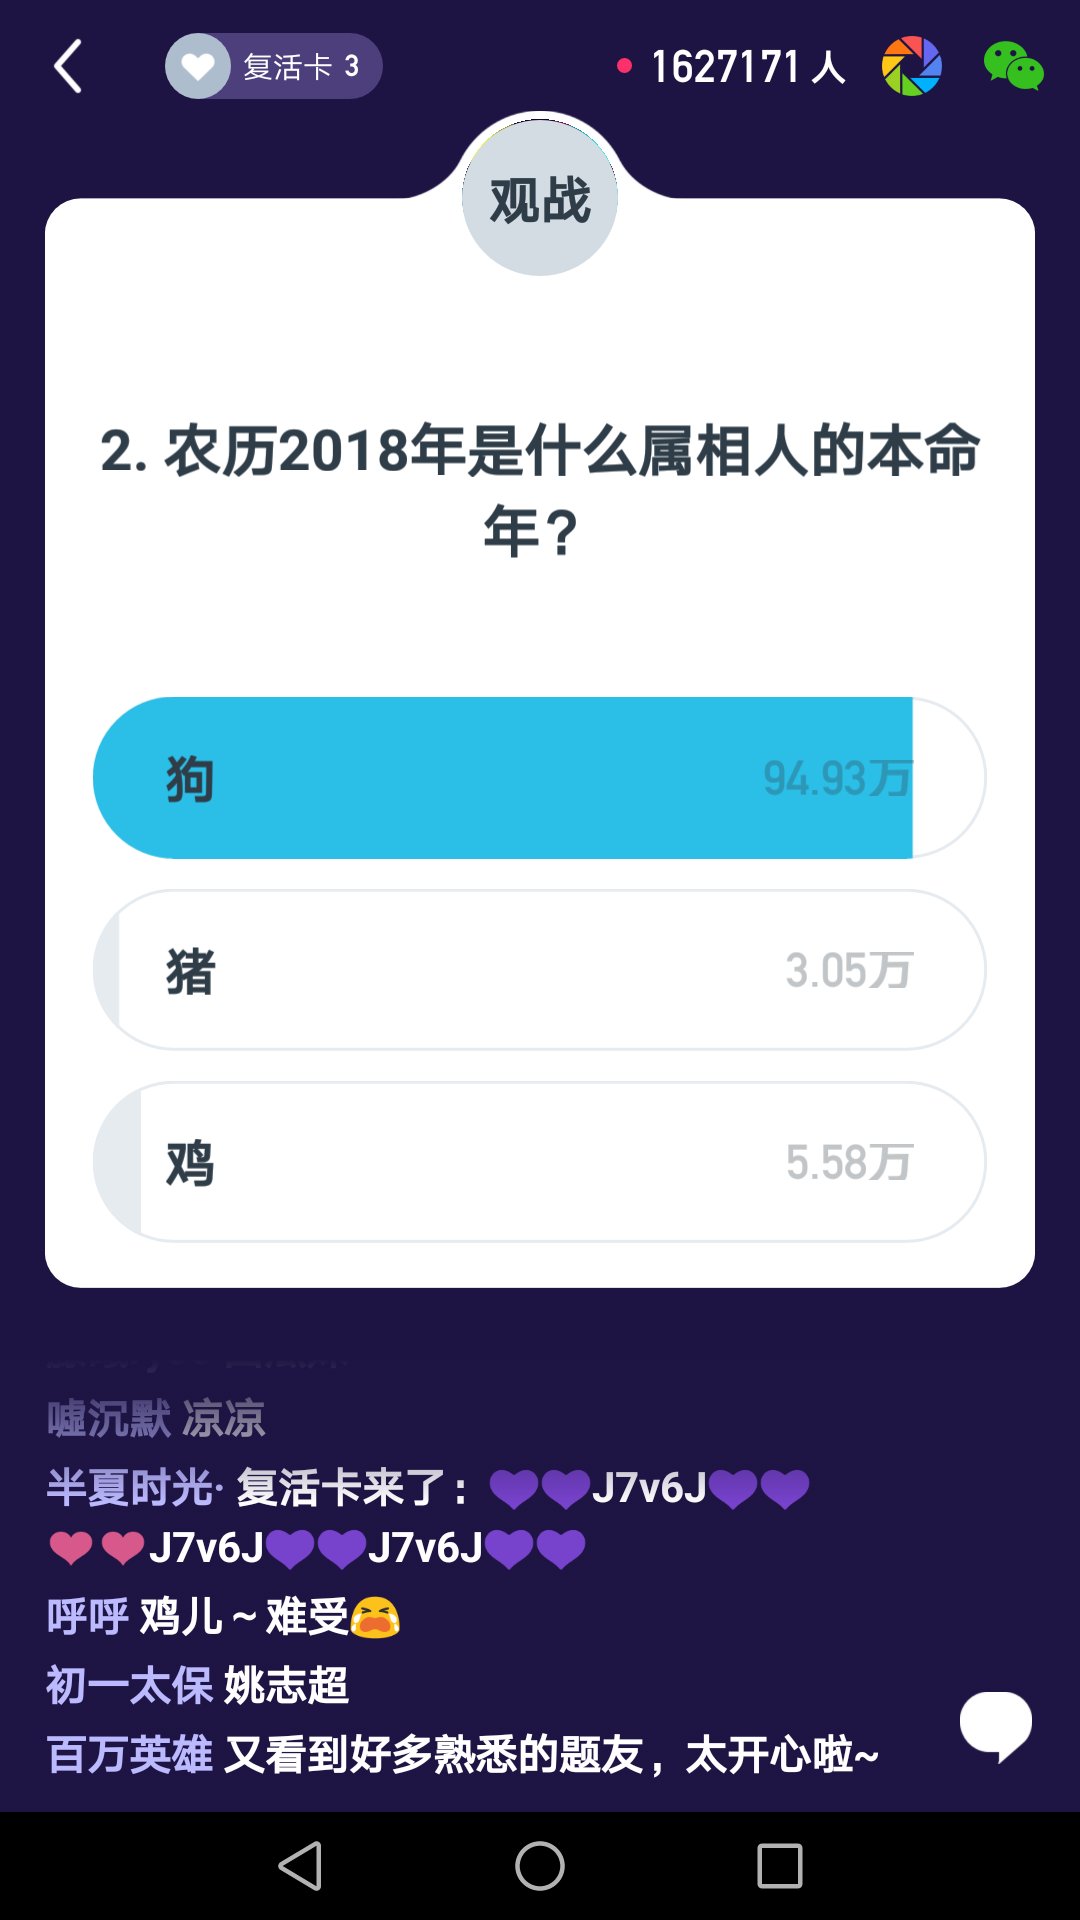 复活卡 3
1627171 人
观战
2. 农历2018年是什么属相人的本命
年?
狗 94.93万
猪 3.05万
鸡 5.58万
嘘沉默 凉凉
半夏时光· 复活卡来了：💜💜J7v6J💜💜
❤❤J7v6J💜💜J7v6J💜💜
呼呼 鸡儿～难受😭
初一太保 姚志超
百万英雄 又看到好多熟悉的题友，太开心啦~